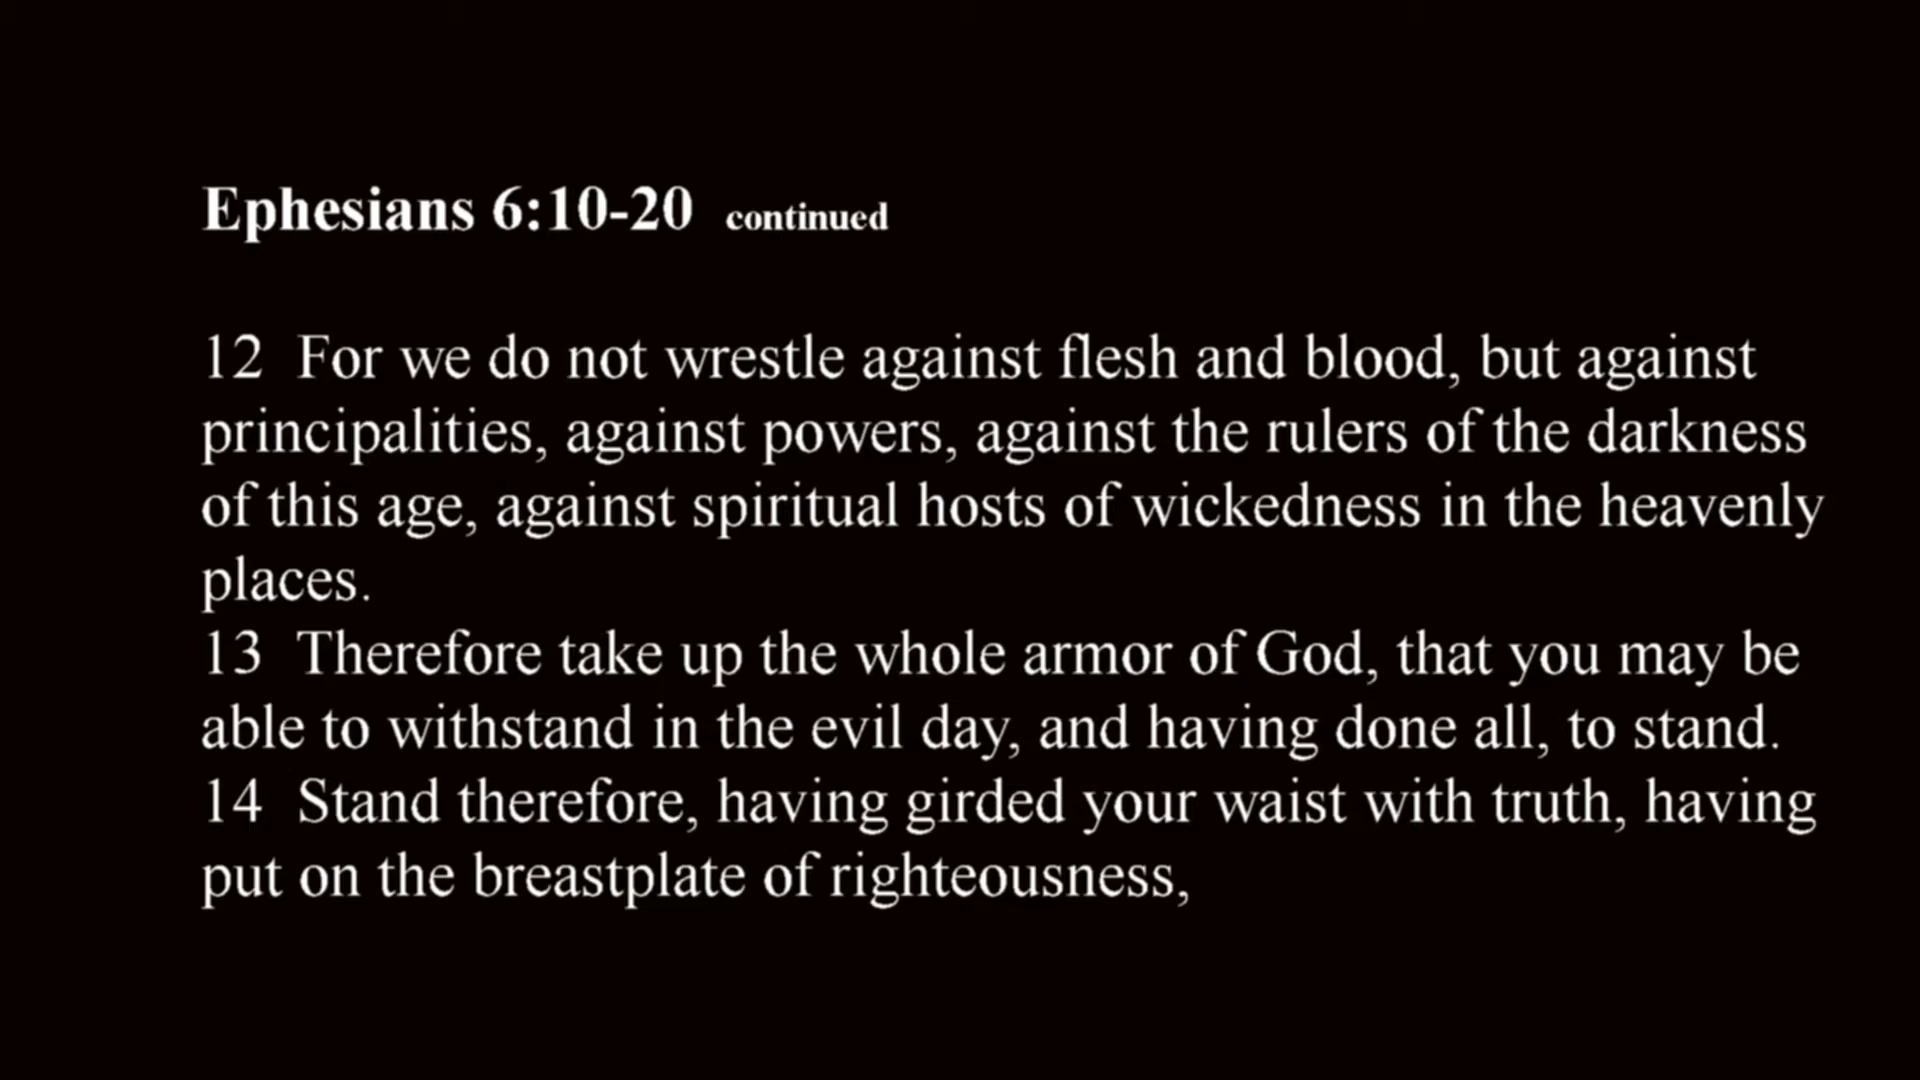 Ephesians 6:10-20 continued
12 For we do not wrestle against flesh and blood, but against
principalities, against powers, against the rulers of the darkness
of this age, against spiritual hosts of wickedness in the heavenly
places.
13 Therefore take up the whole armor of God, that you may be
able to withstand in the evil day, and having done all, to stand.
14 Stand therefore, having girded your waist with truth, having
put on the breastplate of righteousness,